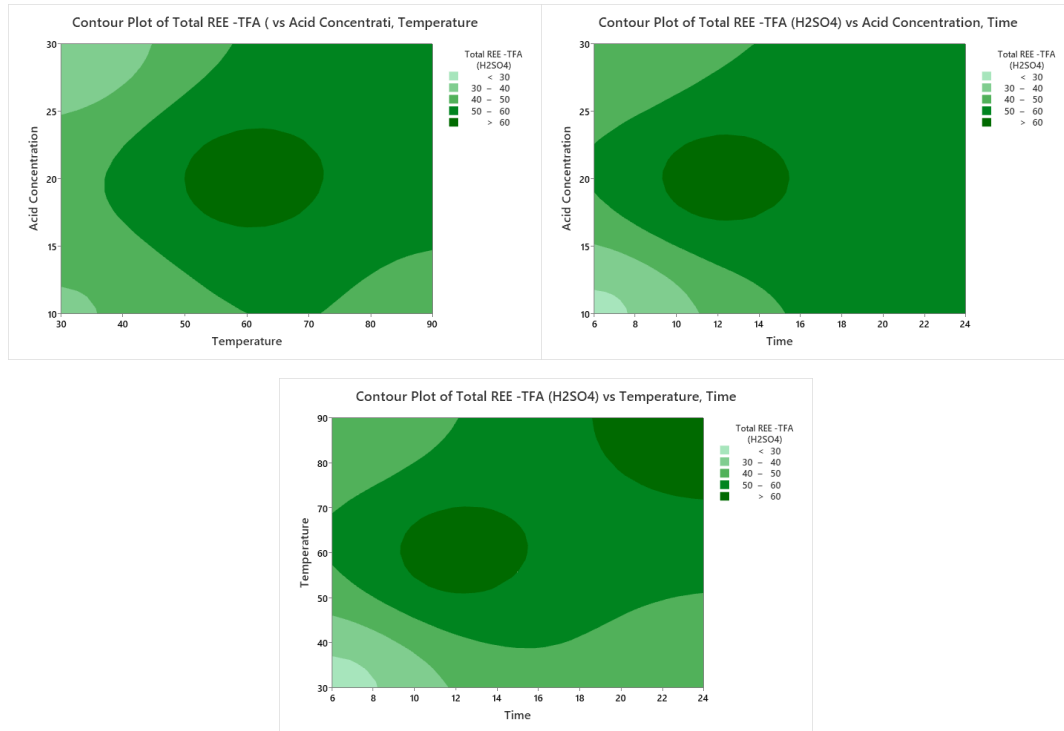 Contour Plot of Total REE -TFA ( vs Acid Concentrati, Temperature
30
25
20
15
10
Acid Concentration
30 40 50 60 70 80 90
Temperature
Total REE -TFA
(H2SO4)
< 30
30 – 40
40 – 50
50 – 60
> 60
Contour Plot of Total REE -TFA (H2SO4) vs Acid Concentration, Time
30
25
20
15
10
Acid Concentration
6 8 10 12 14 16 18 20 22 24
Time
Total REE -TFA
(H2SO4)
< 30
30 – 40
40 – 50
50 – 60
> 60
Contour Plot of Total REE -TFA (H2SO4) vs Temperature, Time
90
80
70
60
50
40
30
Temperature
6 8 10 12 14 16 18 20 22 24
Time
Total REE -TFA
(H2SO4)
< 30
30 – 40
40 – 50
50 – 60
> 60